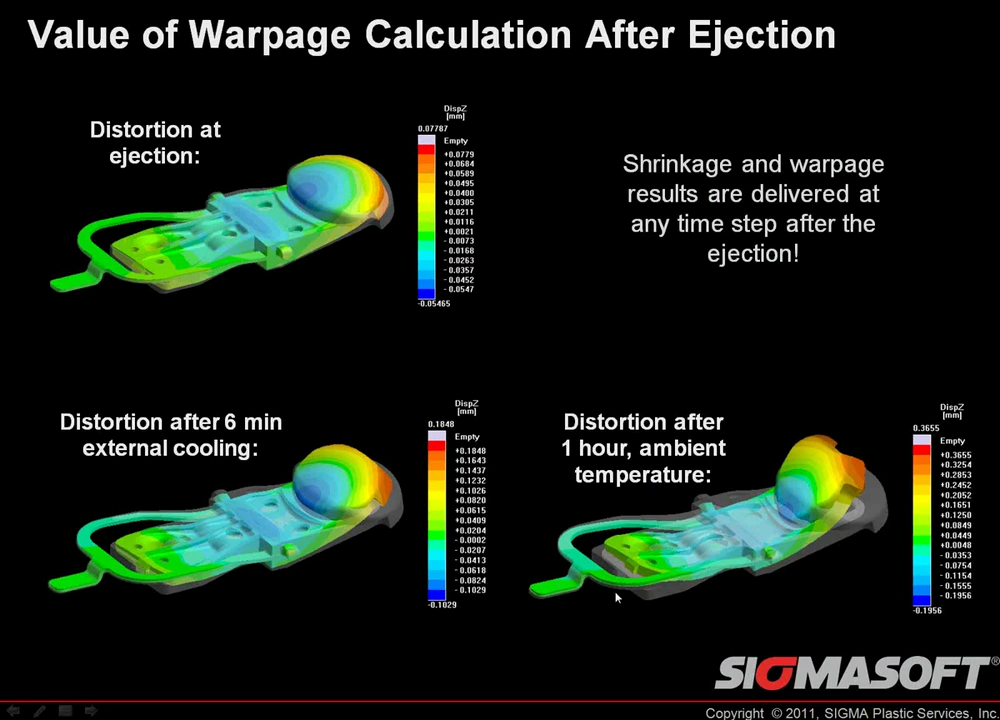 Value of Warpage Calculation After Ejection
Distortion at
ejection:
DispZ
[mm]
0.07787
Empty
+0.0779
+0.0684
+0.0589
+0.0495
+0.0400
+0.0305
+0.0211
+0.0116
+0.0021
- 0.0073
- 0.0168
- 0.0263
- 0.0357
- 0.0452
- 0.0547
-0.05465
Shrinkage and warpage
results are delivered at
any time step after the
ejection!
Distortion after 6 min
external cooling:
DispZ
[mm]
0.1848
Empty
+0.1848
+0.1643
+0.1437
+0.1232
+0.1026
+0.0820
+0.0615
+0.0409
+0.0204
- 0.0002
- 0.0207
- 0.0413
- 0.0618
- 0.0824
- 0.1029
-0.1029
Distortion after
1 hour, ambient
temperature:
DispZ
[mm]
0.3655
Empty
+0.3655
+0.3254
+0.2853
+0.2452
+0.2052
+0.1651
+0.1250
+0.0849
+0.0449
+0.0048
- 0.0353
- 0.0754
- 0.1154
- 0.1555
- 0.1956
-0.1956
SIGMASOFT®
Copyright © 2011, SIGMA Plastic Services, Inc.